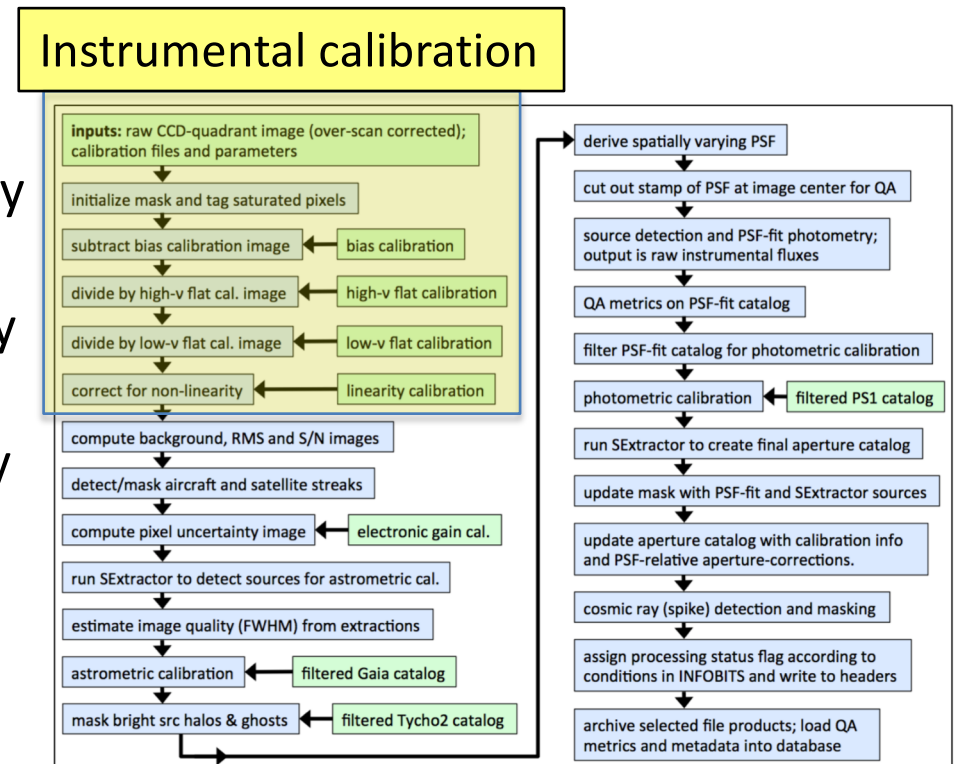 Instrumental calibration
y
y
y
inputs: raw CCD-quadrant image (over-scan corrected);
calibration files and parameters
initialize mask and tag saturated pixels
subtract bias calibration image
bias calibration
divide by high-ν flat cal. image
high-ν flat calibration
divide by low-ν flat cal. image
low-ν flat calibration
correct for non-linearity
linearity calibration
compute background, RMS and S/N images
detect/mask aircraft and satellite streaks
compute pixel uncertainty image
electronic gain cal.
run SExtractor to detect sources for astrometric cal.
estimate image quality (FWHM) from extractions
astrometric calibration
filtered Gaia catalog
mask bright src halos & ghosts
filtered Tycho2 catalog
derive spatially varying PSF
cut out stamp of PSF at image center for QA
source detection and PSF-fit photometry;
output is raw instrumental fluxes
QA metrics on PSF-fit catalog
filter PSF-fit catalog for photometric calibration
photometric calibration
filtered PS1 catalog
run SExtractor to create final aperture catalog
update mask with PSF-fit and SExtractor sources
update aperture catalog with calibration info
and PSF-relative aperture-corrections.
cosmic ray (spike) detection and masking
assign processing status flag according to
conditions in INFOBITS and write to headers
archive selected file products; load QA
metrics and metadata into database